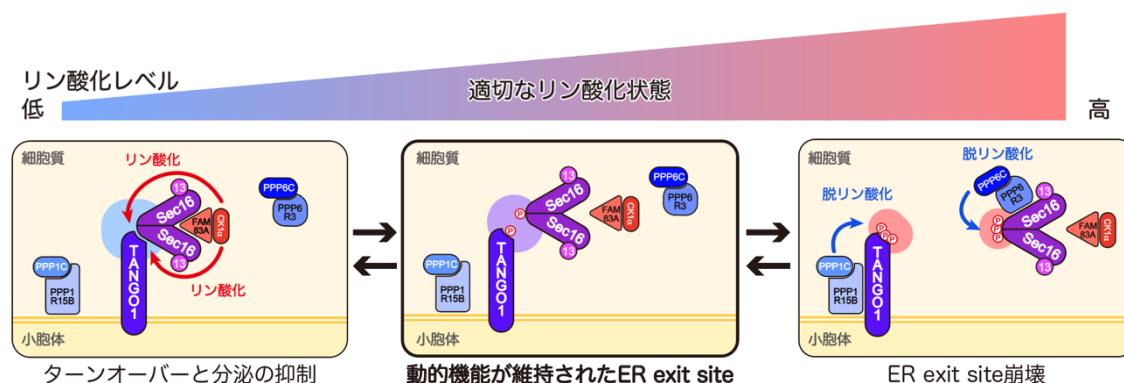 リン酸化レベル
低
適切なリン酸化状態
高
細胞質
リン酸化
13
Sec16
FAM
83A
CK1α
Sec16
13
TANGO1
リン酸化
PPP6C
PPP6
R3
PPP1C
PPP1
R15B
小胞体
ターンオーバーと分泌の抑制
細胞質
13
Sec16
P
P
FAM
83A
CK1α
Sec16
13
TANGO1
PPP6C
PPP6
R3
PPP1C
PPP1
R15B
小胞体
動的機能が維持されたER exit site
細胞質
脱リン酸化
脱リン酸化
PPP6C
PPP6
R3
P
P
P
Sec16
Sec16
13
FAM
83A
CK1α
P
P
P
TANGO1
PPP1C
PPP1
R15B
小胞体
ER exit site崩壊